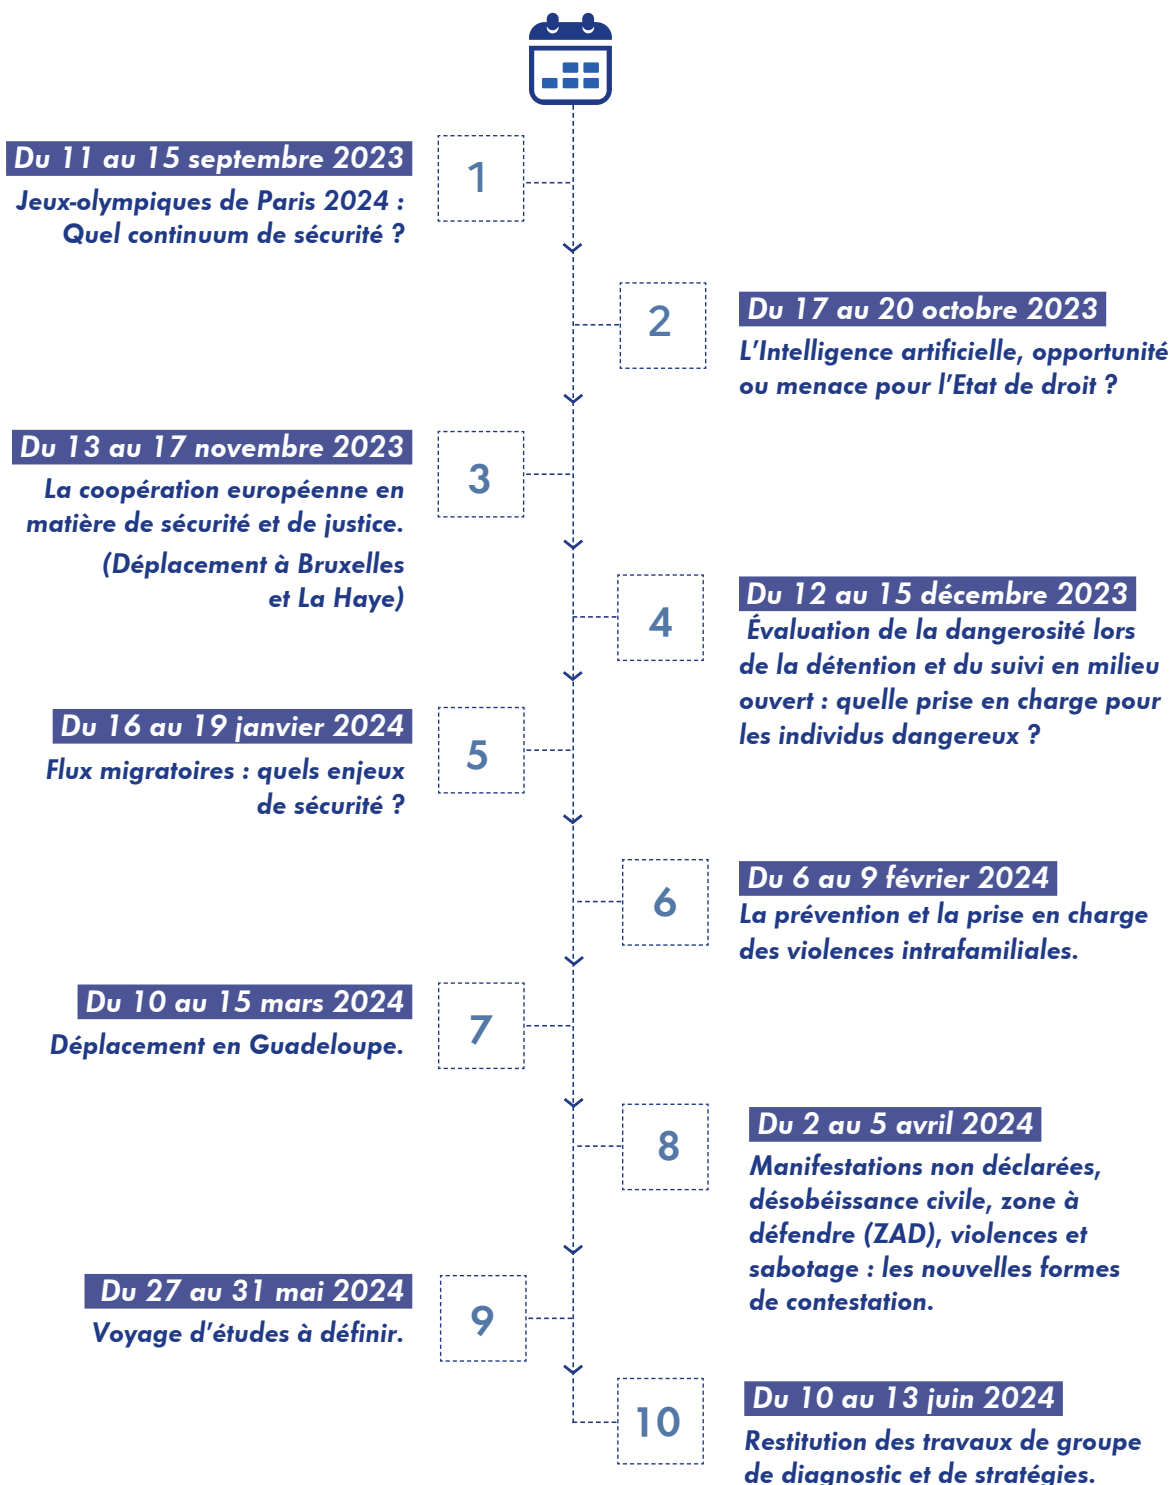 1
Du 11 au 15 septembre 2023
Jeux-olympiques de Paris 2024 :
Quel continuum de sécurité ?
2
Du 17 au 20 octobre 2023
L’Intelligence artificielle, opportunité
ou menace pour l’Etat de droit ?
3
Du 13 au 17 novembre 2023
La coopération européenne en
matière de sécurité et de justice.
(Déplacement à Bruxelles
et La Haye)
4
Du 12 au 15 décembre 2023
Évaluation de la dangerosité lors
de la détention et du suivi en milieu
ouvert : quelle prise en charge pour
les individus dangereux ?
5
Du 16 au 19 janvier 2024
Flux migratoires : quels enjeux
de sécurité ?
6
Du 6 au 9 février 2024
La prévention et la prise en charge
des violences intrafamiliales.
7
Du 10 au 15 mars 2024
Déplacement en Guadeloupe.
8
Du 2 au 5 avril 2024
Manifestations non déclarées,
désobéissance civile, zone à
défendre (ZAD), violences et
sabotage : les nouvelles formes
de contestation.
9
Du 27 au 31 mai 2024
Voyage d’études à définir.
10
Du 10 au 13 juin 2024
Restitution des travaux de groupe
de diagnostic et de stratégies.